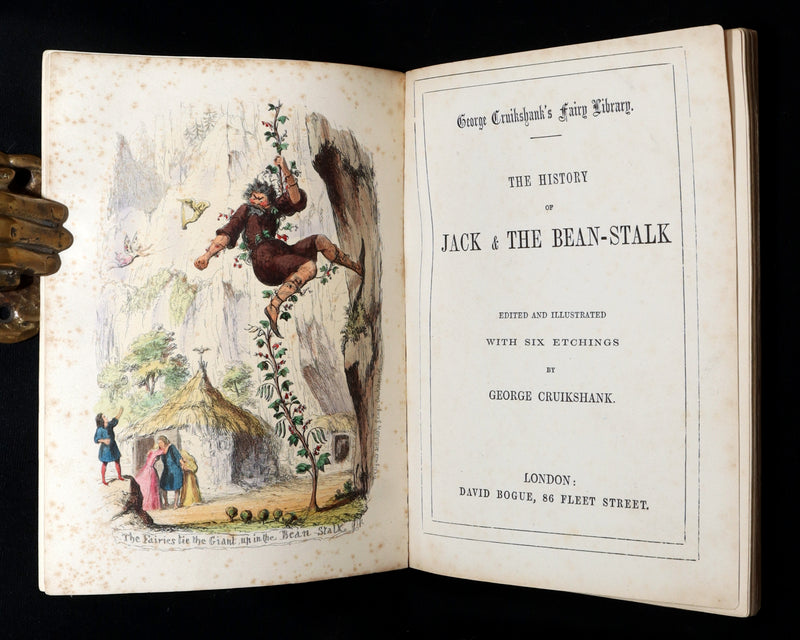 The Fairies tie the Giant up in the Bean Stalk.
George Cruikshank's Fairy Library.
THE HISTORY
OF
JACK & THE BEAN-STALK
EDITED AND ILLUSTRATED
WITH SIX ETCHINGS
BY
GEORGE CRUIKSHANK.
LONDON:
DAVID BOGUE, 86 FLEET STREET.